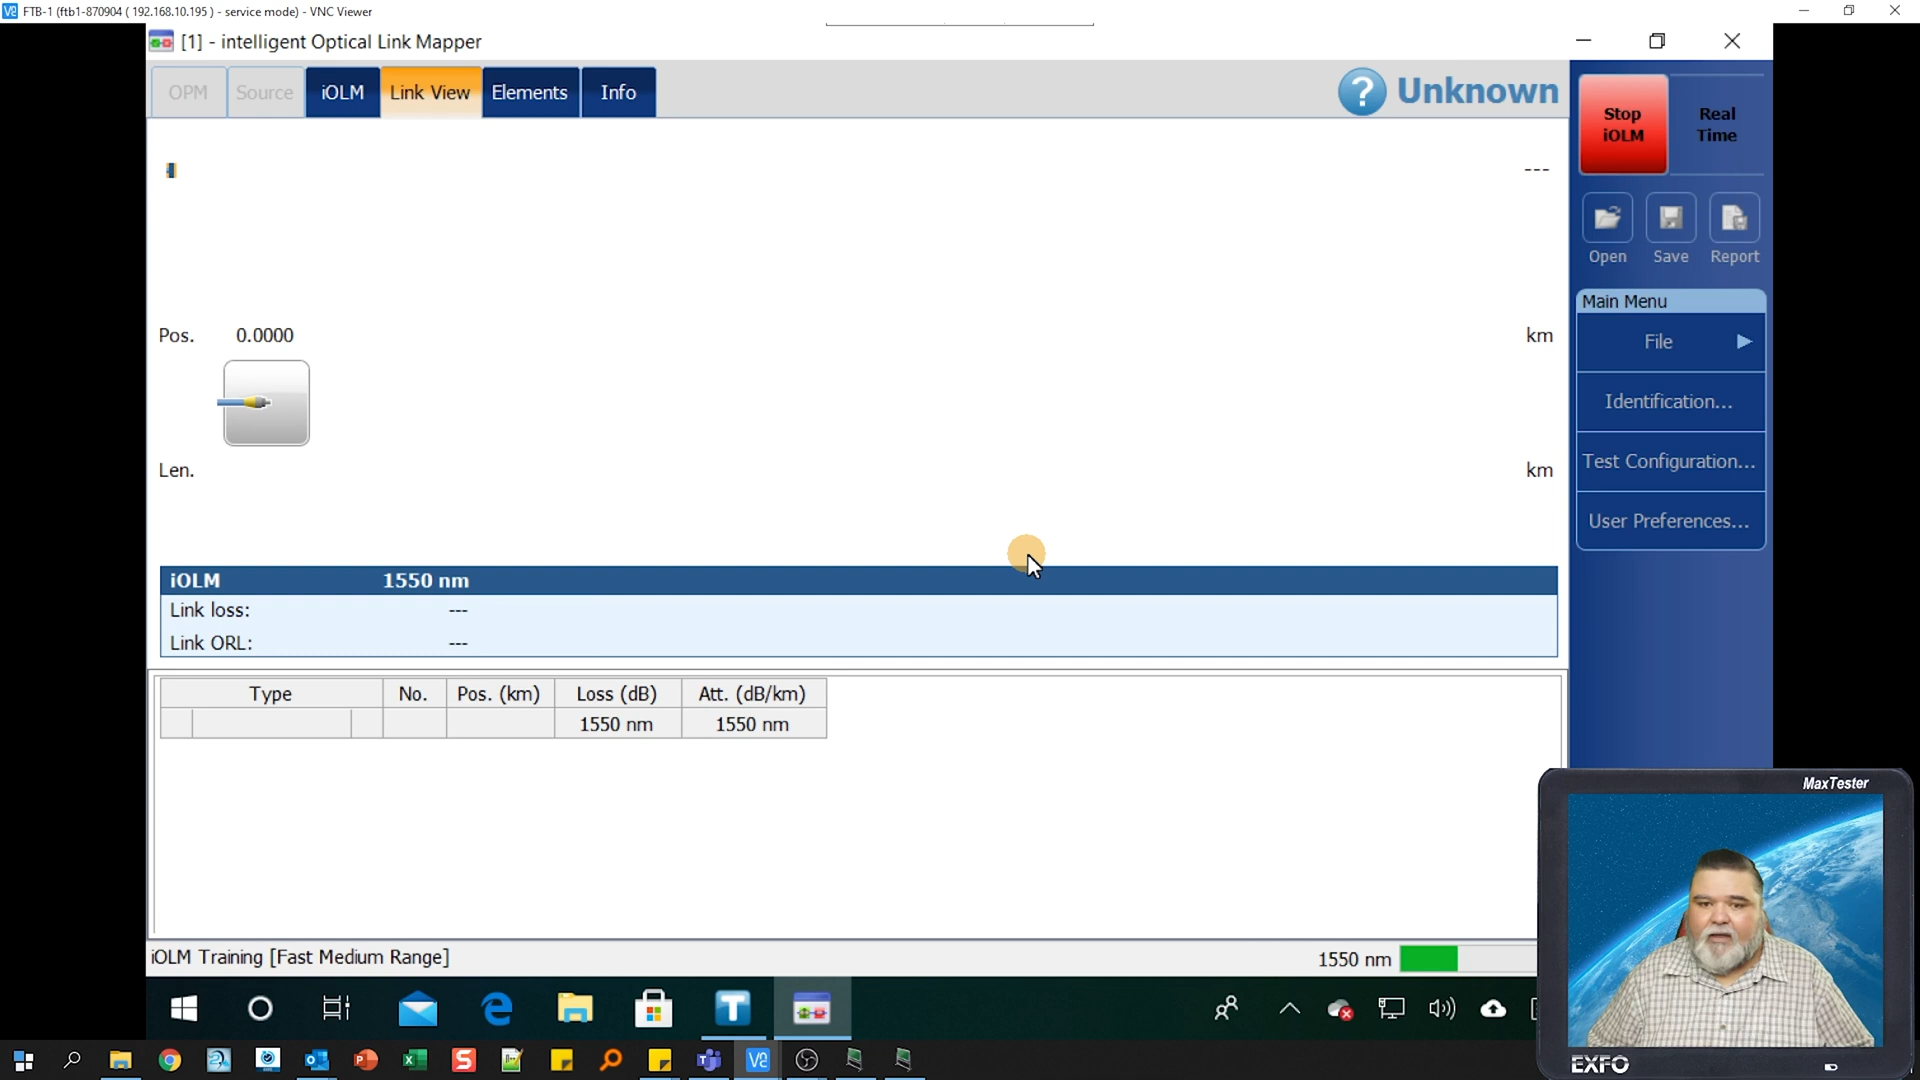 FTB-1 (ftb1-870904 ( 192.168.10.195 ) - service mode) - VNC Viewer
[1] - intelligent Optical Link Mapper
OPM Source iOLM Link View Elements Info
? Unknown
Stop iOLM
Real Time
---
Open Save Report
Main Menu
File
Identification...
Test Configuration...
User Preferences...
Pos. 0.0000 km
Len. km
iOLM 1550 nm
Link loss: ---
Link ORL: ---
Type No. Pos. (km) Loss (dB) Att. (dB/km)
1550 nm 1550 nm
iOLM Training [Fast Medium Range] 1550 nm
MaxTester
EXFO